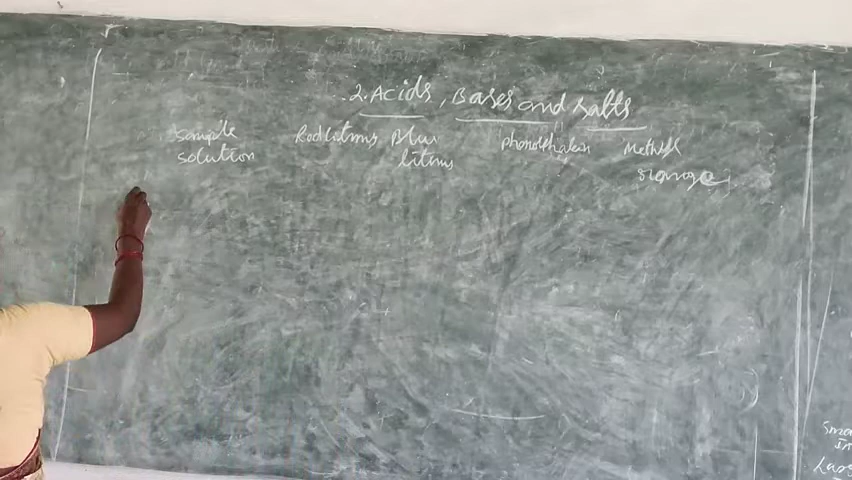 2. Acids, Bases and Salts
Sample Red litmus Blue phenolphthalein Methyl
solution litmus orange